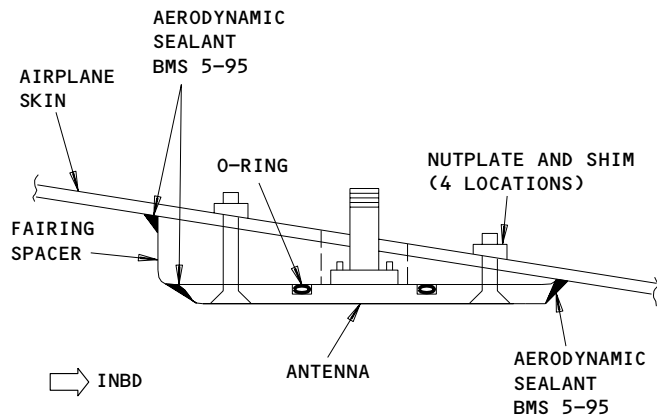 AERODYNAMIC
SEALANT
BMS 5-95
AIRPLANE
SKIN
O-RING
NUTPLATE AND SHIM
(4 LOCATIONS)
FAIRING
SPACER
ANTENNA
INBD
AERODYNAMIC
SEALANT
BMS 5-95